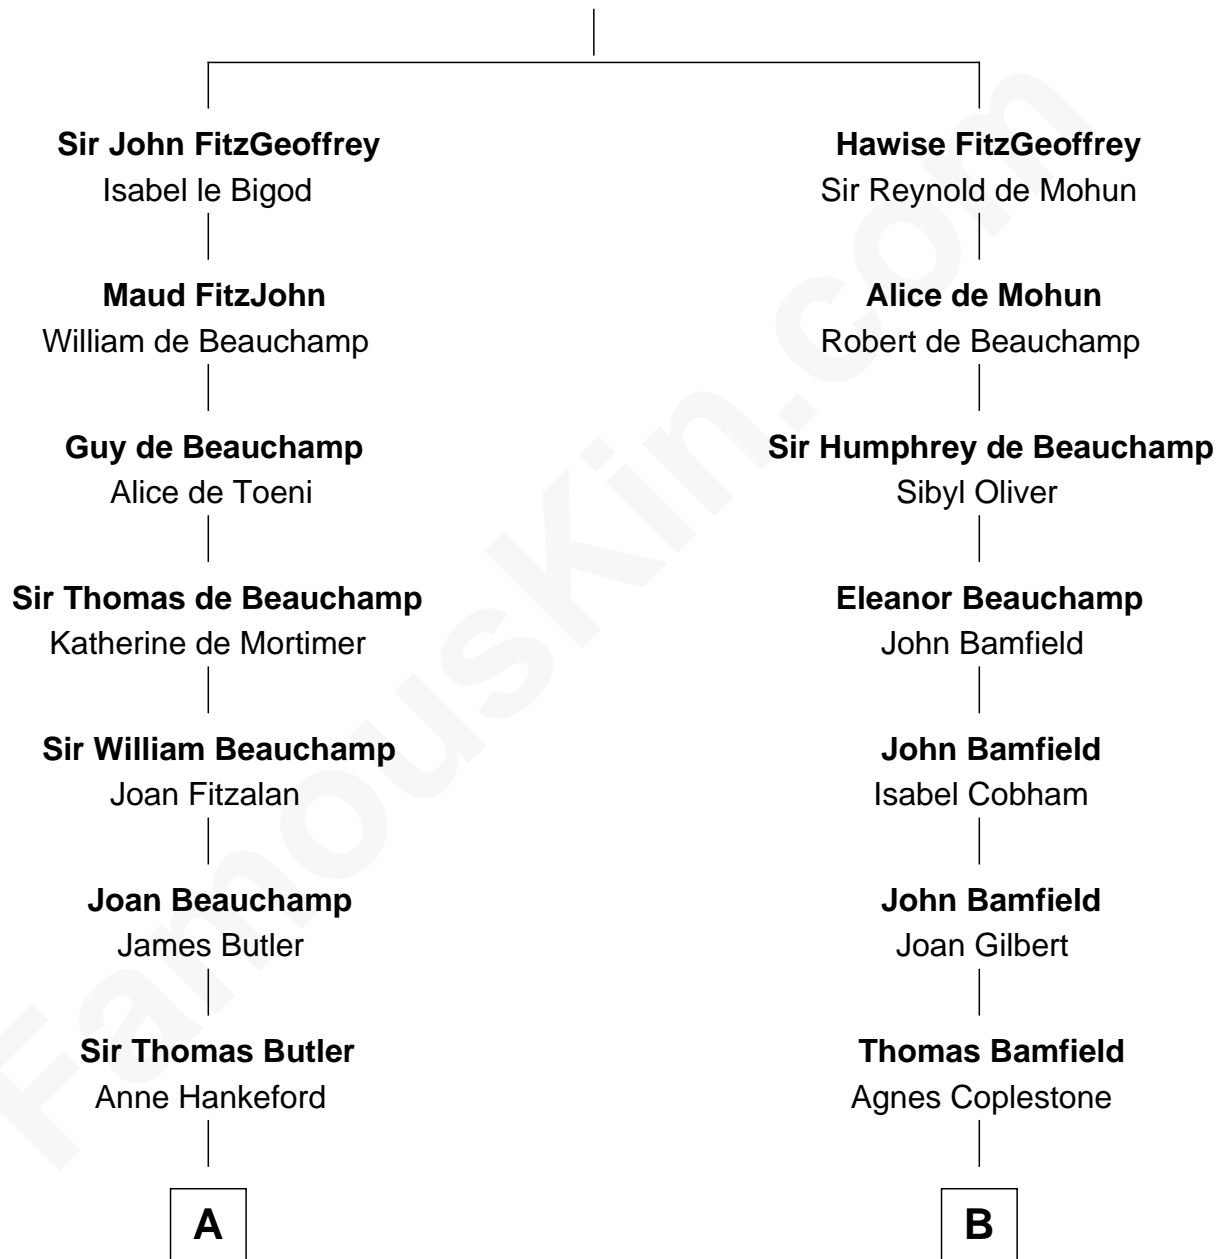 Sir John FitzGeoffrey
Isabel le Bigod
Maud FitzJohn
William de Beauchamp
Guy de Beauchamp
Alice de Toeni
Sir Thomas de Beauchamp
Katherine de Mortimer
Sir William Beauchamp
Joan Fitzalan
Joan Beauchamp
James Butler
Sir Thomas Butler
Anne Hankeford
A
Hawise FitzGeoffrey
Sir Reynold de Mohun
Alice de Mohun
Robert de Beauchamp
Sir Humphrey de Beauchamp
Sibyl Oliver
Eleanor Beauchamp
John Bamfield
John Bamfield
Isabel Cobham
John Bamfield
Joan Gilbert
Thomas Bamfield
Agnes Coplestone
B
FamousKin.com